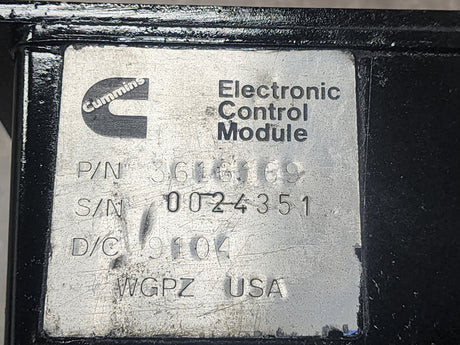 Cummins
Electronic
Control
Module
P/N 3616169
S/N 0024351
D/C 9104
WGPZ USA